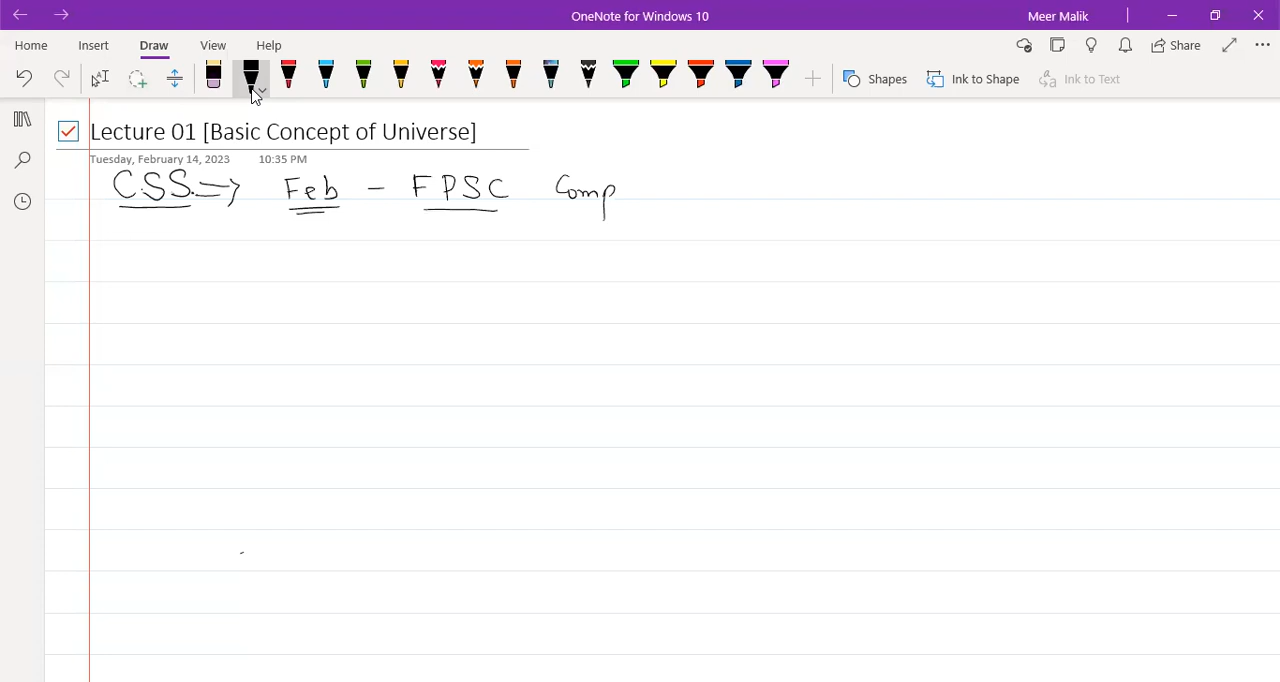 OneNote for Windows 10
Meer Malik
Home Insert Draw View Help
Share
Shapes Ink to Shape Ink to Text
Lecture 01 [Basic Concept of Universe]
Tuesday, February 14, 2023 10:35 PM
C.S.S. => Feb - FPSC Comp